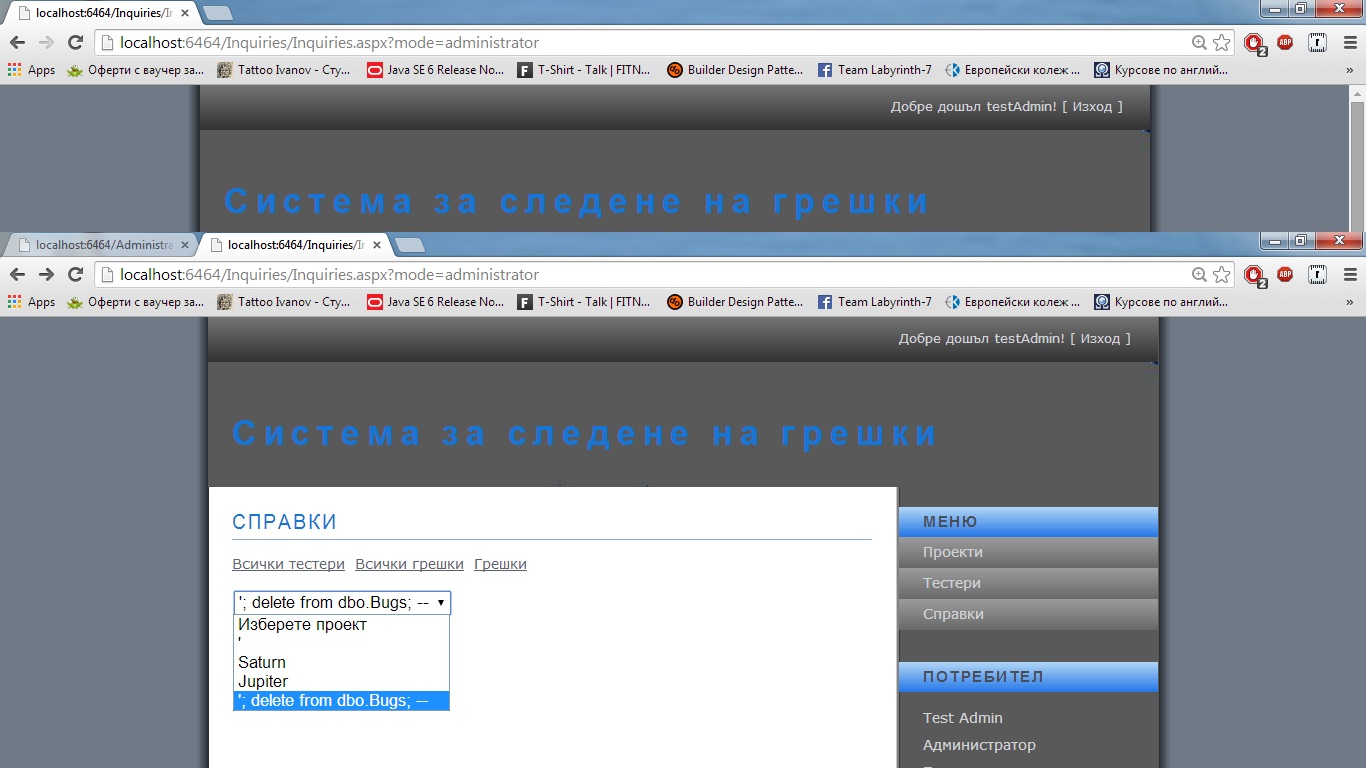 localhost:6464/Inquiries/Ir
localhost:6464/Inquiries/Inquiries.aspx?mode=administrator
2 ABP r
Apps Оферти с ваучер за... Tattoo Ivanov - Сту... Java SE 6 Release No... T-Shirt - Talk | FITN... Builder Design Patte... Team Labyrinth-7 Европейски колеж ... Курсове по англий... »
Добре дошъл testAdmin! [ Изход ]
Система за следене на грешки
localhost:6464/Administra localhost:6464/Inquiries/Ir
localhost:6464/Inquiries/Inquiries.aspx?mode=administrator
2 ABP r
Apps Оферти с ваучер за... Tattoo Ivanov - Сту... Java SE 6 Release No... T-Shirt - Talk | FITN... Builder Design Patte... Team Labyrinth-7 Европейски колеж ... Курсове по англий... »
Добре дошъл testAdmin! [ Изход ]
Система за следене на грешки
СПРАВКИ
Всички тестери Всички грешки Грешки
'; delete from dbo.Bugs; --
Изберете проект
'
Saturn
Jupiter
'; delete from dbo.Bugs; --
МЕНЮ
Проекти
Тестери
Справки
ПОТРЕБИТЕЛ
Test Admin
Администратор